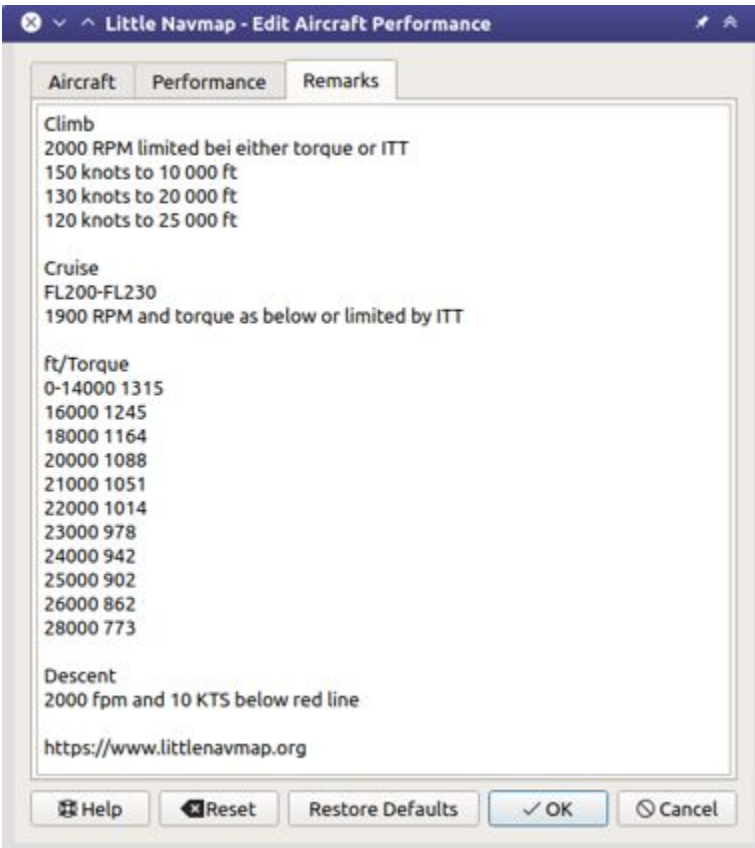 Little Navmap - Edit Aircraft Performance
Aircraft Performance Remarks
Climb
2000 RPM limited bei either torque or ITT
150 knots to 10 000 ft
130 knots to 20 000 ft
120 knots to 25 000 ft
Cruise
FL200-FL230
1900 RPM and torque as below or limited by ITT
ft/Torque
0-14000 1315
16000 1245
18000 1164
20000 1088
21000 1051
22000 1014
23000 978
24000 942
25000 902
26000 862
28000 773
Descent
2000 fpm and 10 KTS below red line
https://www.littlenavmap.org
Help Reset Restore Defaults OK Cancel